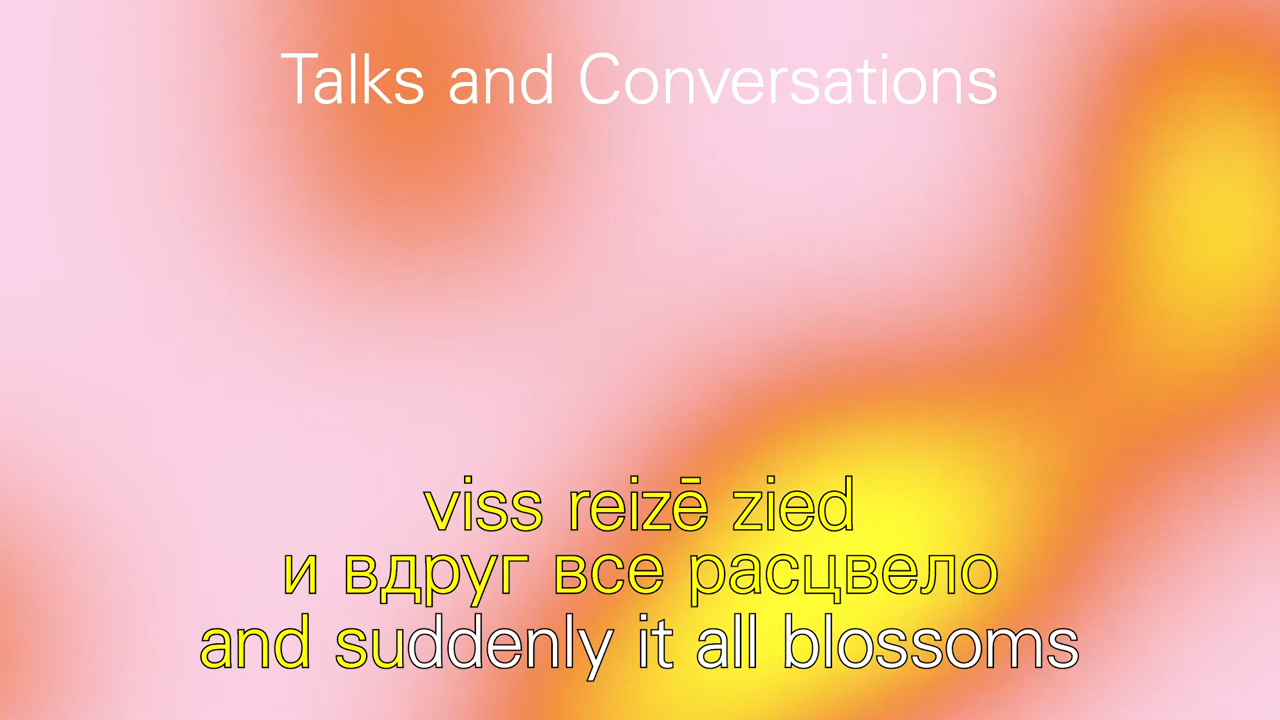 Talks and Conversations
viss reizē zied
и вдруг все расцвело
and suddenly it all blossoms